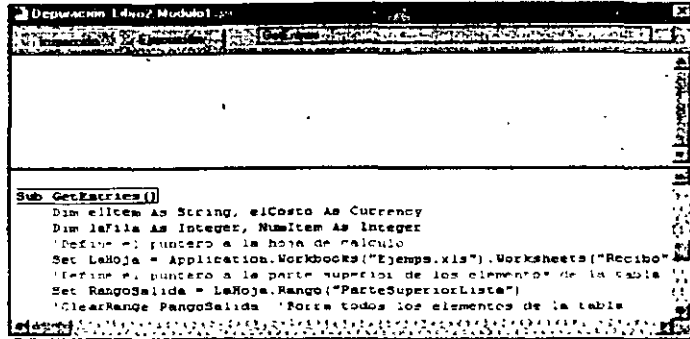 Depuración Libro2.Modulo1
Sub GetEntries()
Dim elItem As String, elCosto As Currency
Dim laFila As Integer, NumItem As Integer
'Define el puntero a la hoja de calculo
Set LaHoja = Application.Workbooks("Ejemps.xls").Worksheets("Recibo"
'Define el puntero a la parte superior de los elementos de la tabla
Set RangoSalida = LaHoja.Rango("ParteSuperiorLista")
'ClearRange RangoSalida 'Borra todos los elementos de la tabla